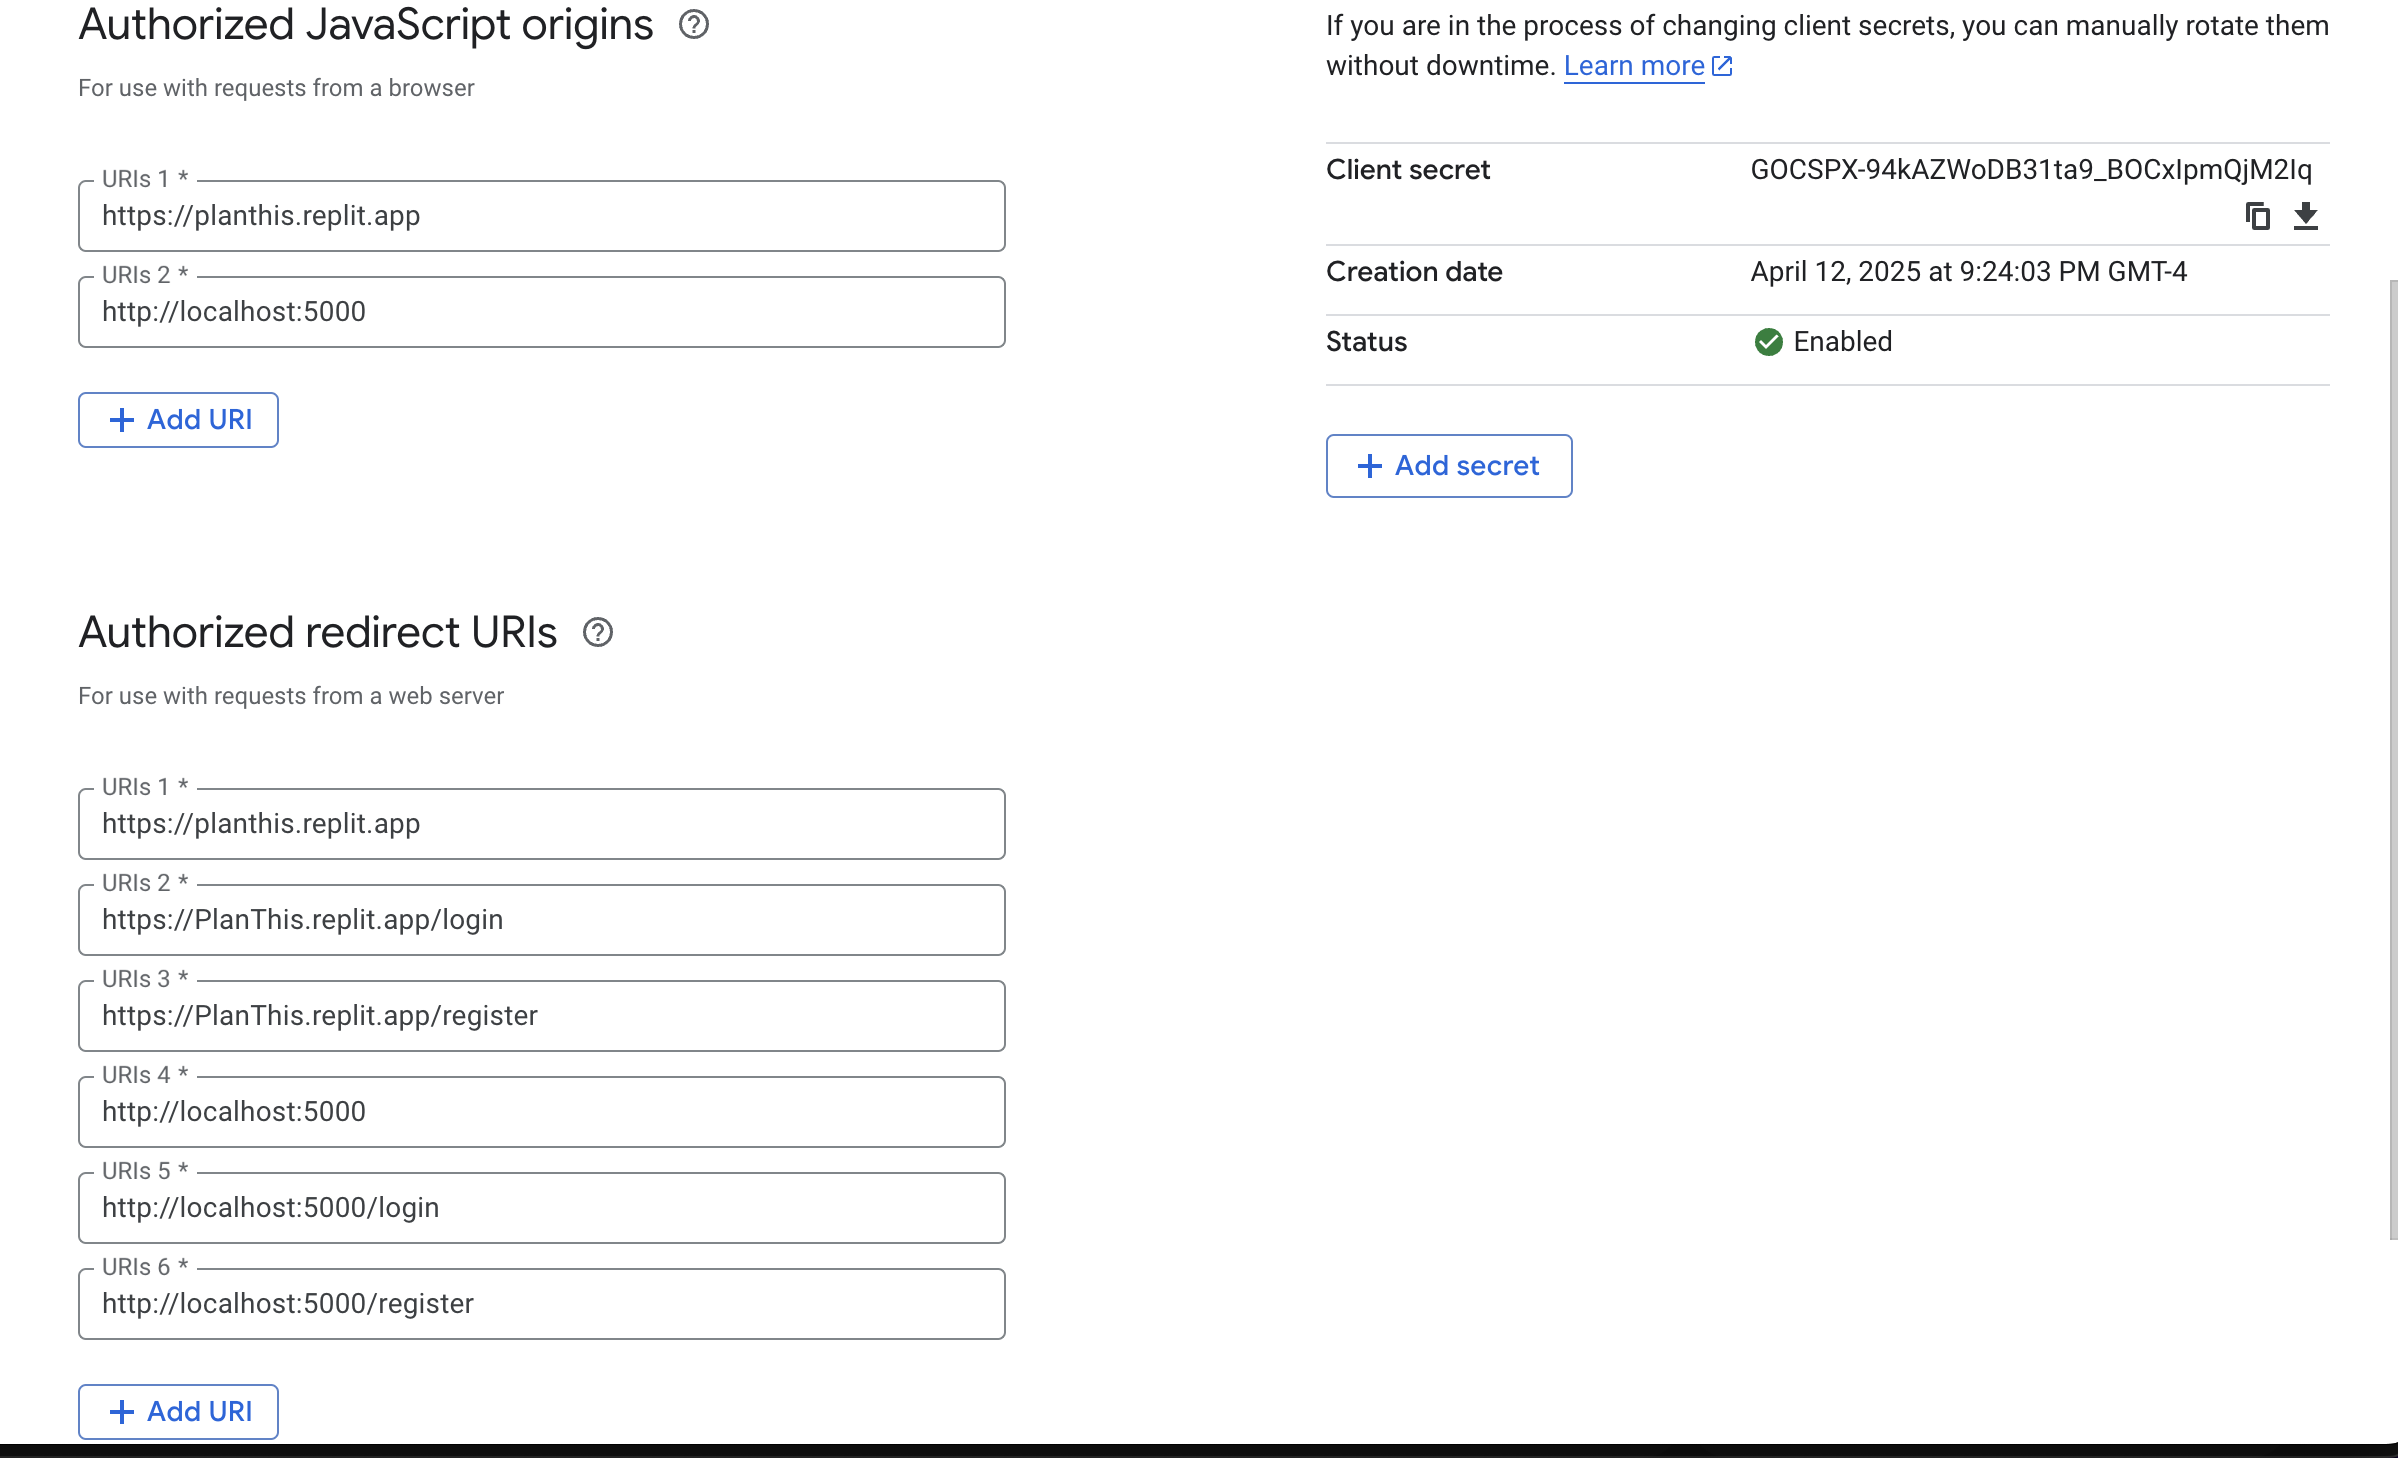 Authorized JavaScript origins
For use with requests from a browser
URIs 1 *
https://planthis.replit.app
URIs 2 *
http://localhost:5000
+ Add URI
Authorized redirect URIs
For use with requests from a web server
URIs 1 *
https://planthis.replit.app
URIs 2 *
https://PlanThis.replit.app/login
URIs 3 *
https://PlanThis.replit.app/register
URIs 4 *
http://localhost:5000
URIs 5 *
http://localhost:5000/login
URIs 6 *
http://localhost:5000/register
+ Add URI
If you are in the process of changing client secrets, you can manually rotate them
without downtime. Learn more
Client secret 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
Creation date April 12, 2025 at 9:24:03 PM GMT-4
Status Enabled
+ Add secret